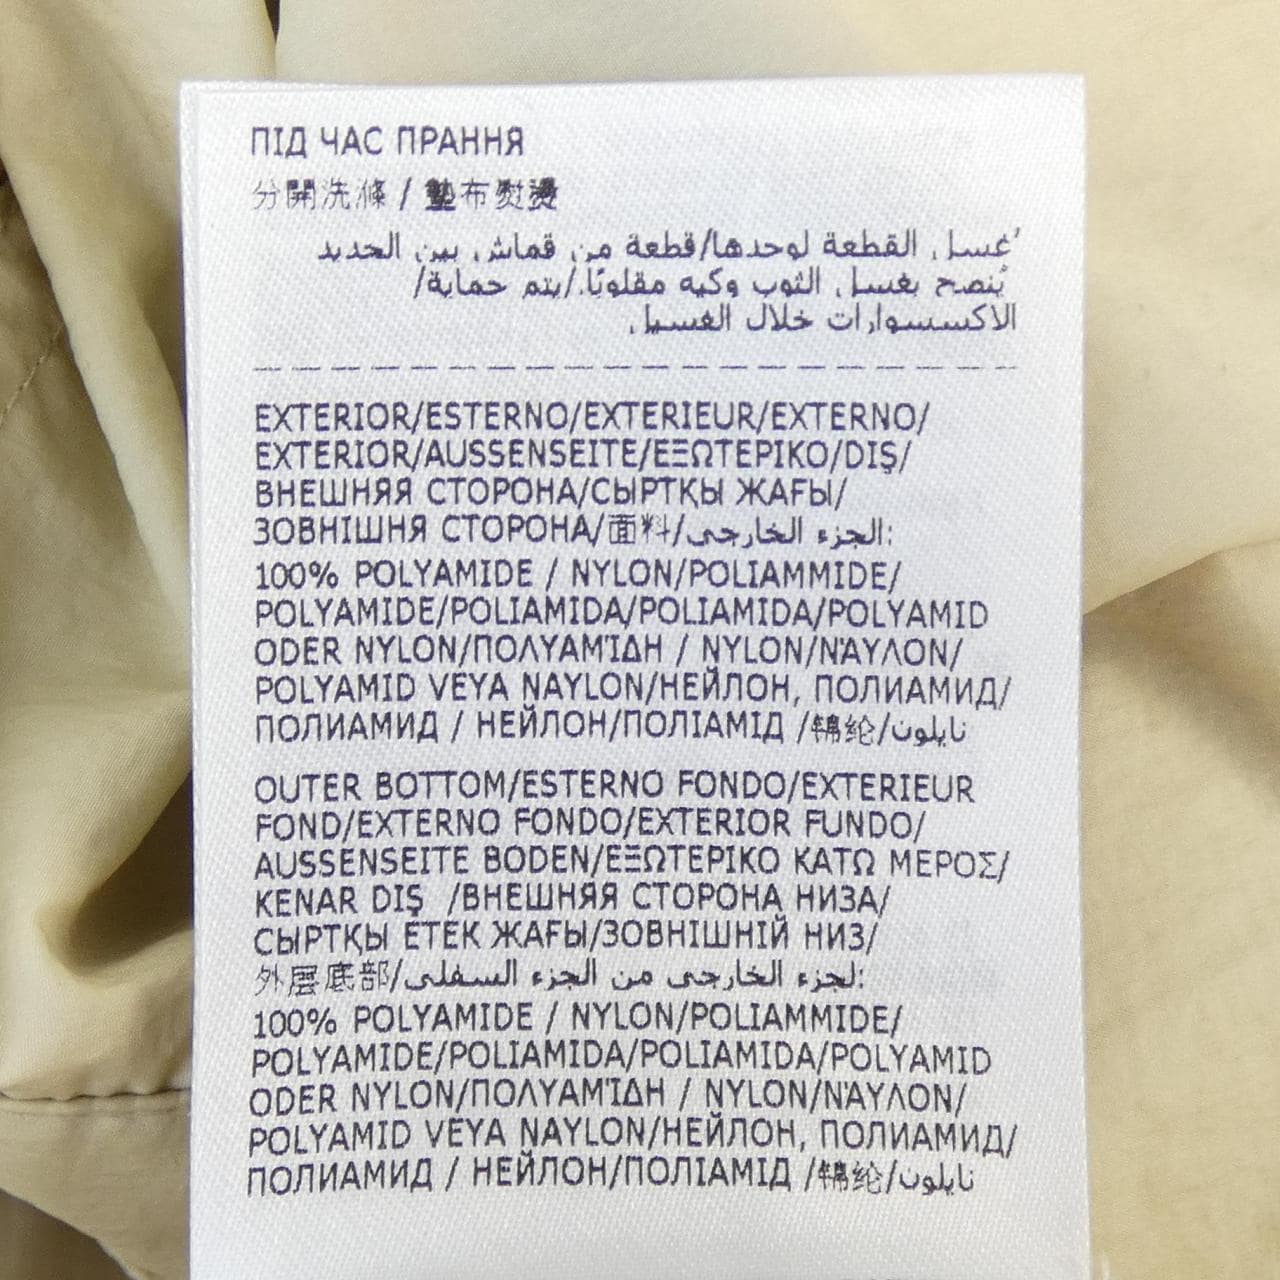 ПІД ЧАС ПРАННЯ
分開洗滌 / 墊布熨燙
ُغسل القطعة لوحدها/قطعة من قماش بين الحديد
يُنصح بغسل الثوب وكيه مقلوبًا./يتم حماية/
الاكسسوارات خلال الغسيل.
EXTERIOR/ESTERNO/EXTERIEUR/EXTERNO/
EXTERIOR/AUSSENSEITE/ΕΞΩΤΕΡΙΚΟ/DIŞ/
ВНЕШНЯЯ СТОРОНА/СЫРТҚЫ ЖАҒЫ/
ЗОВНІШНЯ СТОРОНА/面料/الجزء الخارجي:
100% POLYAMIDE / NYLON/POLIAMMIDE/
POLYAMIDE/POLIAMIDA/POLIAMIDA/POLYAMID
ODER NYLON/ΠΟΛΥΑΜΊΔΗ / NYLON/ΝΆΥΛΟΝ/
POLYAMID VEYA NAYLON/НЕЙЛОН, ПОЛИАМИД/
ПОЛИАМИД / НЕЙЛОН/ПОЛІАМІД /锦纶/نايلون
OUTER BOTTOM/ESTERNO FONDO/EXTERIEUR
FOND/EXTERNO FONDO/EXTERIOR FUNDO/
AUSSENSEITE BODEN/ΕΞΩΤΕΡΙΚΟ ΚΑΤΩ ΜΕΡΟΣ/
KENAR DIŞ /ВНЕШНЯЯ СТОРОНА НИЗА/
СЫРТҚЫ ЕТЕК ЖАҒЫ/ЗОВНІШНІЙ НИЗ/
外层底部/لجزء الخارجي من الجزء السفلي:
100% POLYAMIDE / NYLON/POLIAMMIDE/
POLYAMIDE/POLIAMIDA/POLIAMIDA/POLYAMID
ODER NYLON/ΠΟΛΥΑΜΊΔΗ / NYLON/ΝΆΥΛΟΝ/
POLYAMID VEYA NAYLON/НЕЙЛОН, ПОЛИАМИД/
ПОЛИАМИД / НЕЙЛОН/ПОЛІАМІД /锦纶/نايلون